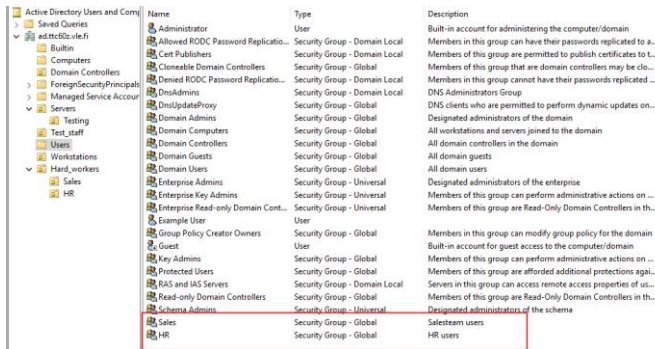 Active Directory Users and Comp
Saved Queries
ad.ttc60z.vle.fi
Builtin
Computers
Domain Controllers
ForeignSecurityPrincipals
Managed Service Accour
Servers
Testing
Test_staff
Users
Workstations
Hard_workers
Sales
HR
Name Type Description
Administrator User Built-in account for administering the computer/domain
Allowed RODC Password Replicatio... Security Group - Domain Local Members in this group can have their passwords replicated to a...
Cert Publishers Security Group - Domain Local Members of this group are permitted to publish certificates to t...
Cloneable Domain Controllers Security Group - Global Members of this group that are domain controllers may be clo...
Denied RODC Password Replicatio... Security Group - Domain Local Members in this group cannot have their passwords replicated ...
DnsAdmins Security Group - Domain Local DNS Administrators Group
DnsUpdateProxy Security Group - Global DNS clients who are permitted to perform dynamic updates on...
Domain Admins Security Group - Global Designated administrators of the domain
Domain Computers Security Group - Global All workstations and servers joined to the domain
Domain Controllers Security Group - Global All domain controllers in the domain
Domain Guests Security Group - Global All domain guests
Domain Users Security Group - Global All domain users
Enterprise Admins Security Group - Universal Designated administrators of the enterprise
Enterprise Key Admins Security Group - Universal Members of this group can perform administrative actions on ...
Enterprise Read-only Domain Cont... Security Group - Universal Members of this group are Read-Only Domain Controllers in th...
Example User User
Group Policy Creator Owners Security Group - Global Members in this group can modify group policy for the domain
Guest User Built-in account for guest access to the computer/domain
Key Admins Security Group - Global Members of this group can perform administrative actions on ...
Protected Users Security Group - Global Members of this group are afforded additional protections agai...
RAS and IAS Servers Security Group - Domain Local Servers in this group can access remote access properties of us...
Read-only Domain Controllers Security Group - Global Members of this group are Read-Only Domain Controllers in th...
Schema Admins Security Group - Universal Designated administrators of the schema
Sales Security Group - Global Salesteam users
HR Security Group - Global HR users